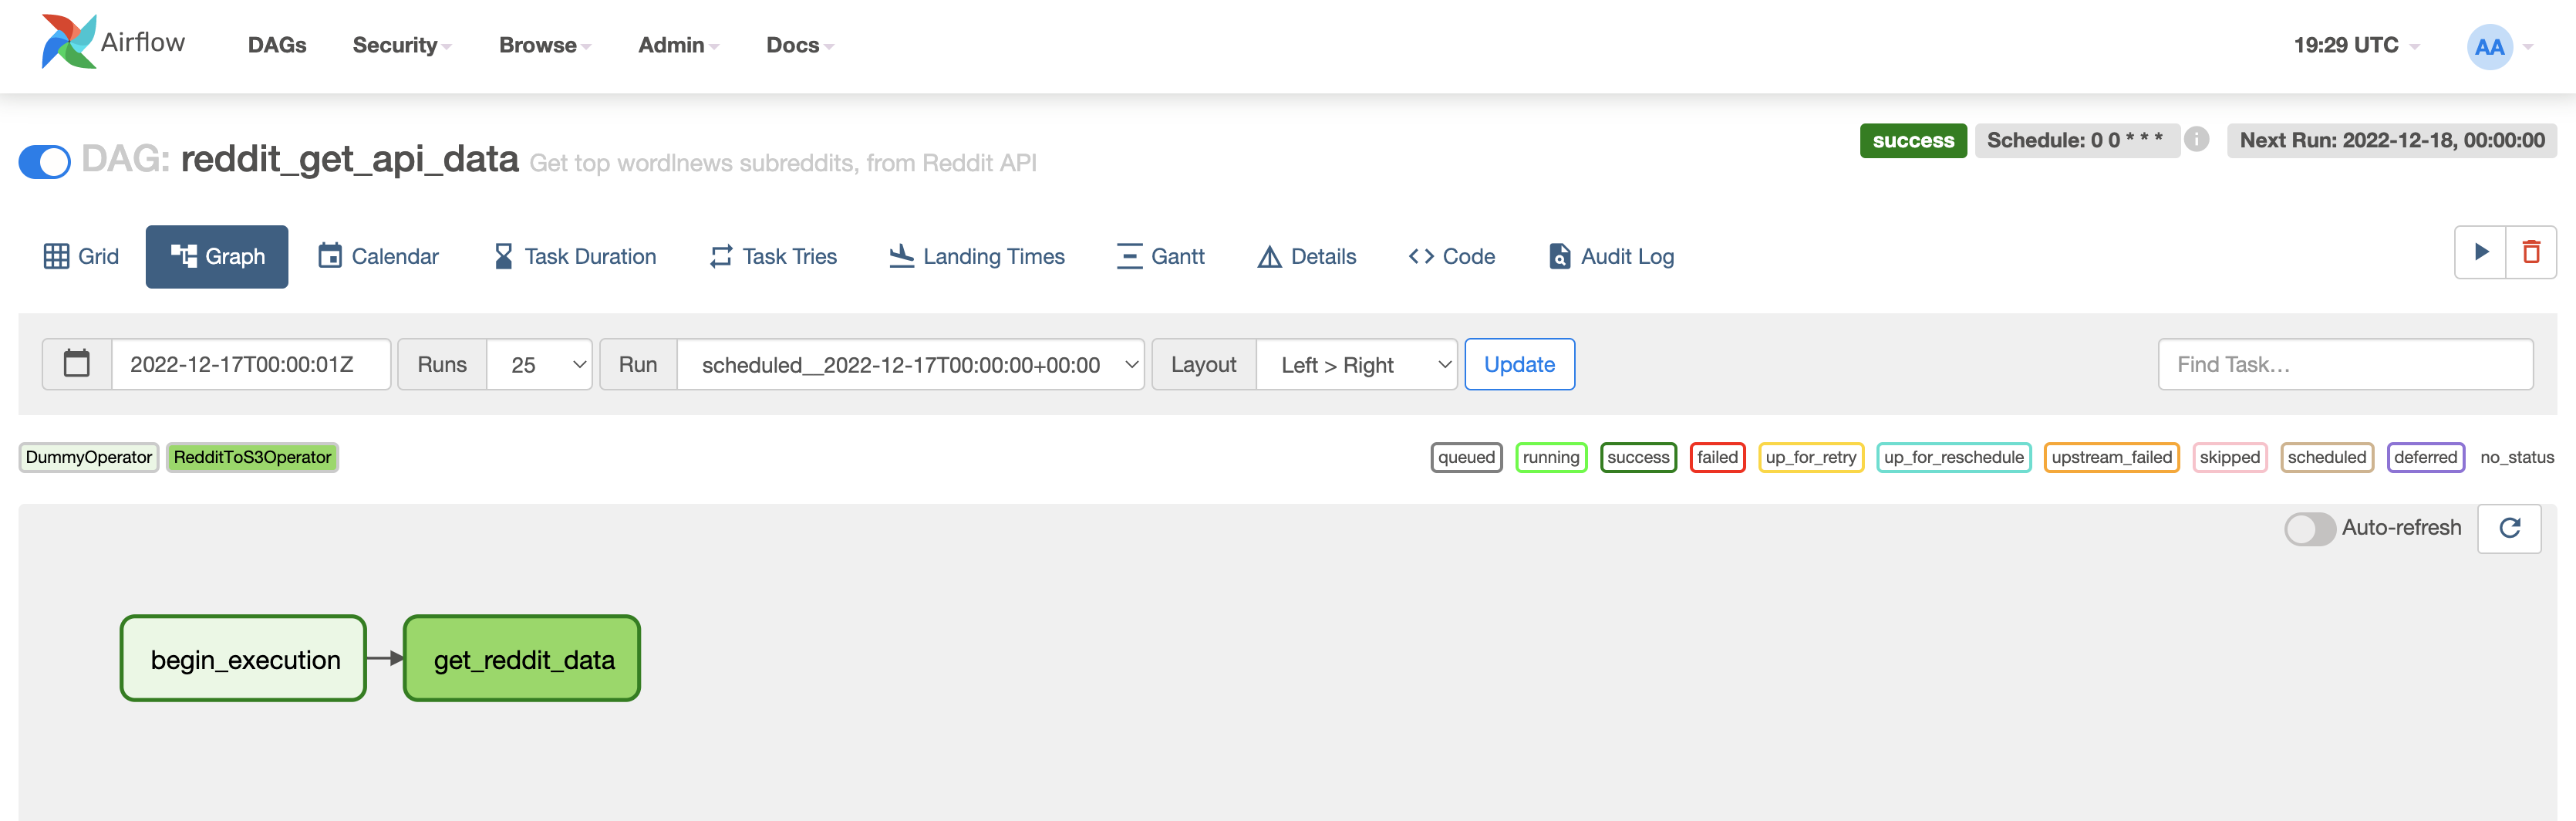 Airflow DAGs Security Browse Admin Docs 19:29 UTC AA
DAG: reddit_get_api_data Get top wordlnews subreddits, from Reddit API success Schedule: 0 0 * * * i Next Run: 2022-12-18, 00:00:00
Grid Graph Calendar Task Duration Task Tries Landing Times Gantt Details Code Audit Log
2022-12-17T00:00:01Z Runs 25 Run scheduled__2022-12-17T00:00:00+00:00 Layout Left > Right Update Find Task...
DummyOperator RedditToS3Operator queued running success failed up_for_retry up_for_reschedule upstream_failed skipped scheduled deferred no_status
Auto-refresh
begin_execution get_reddit_data